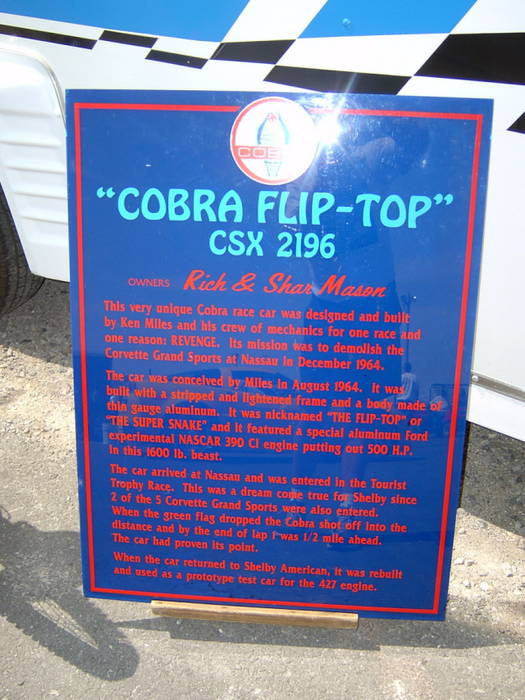 COBRA
"COBRA FLIP-TOP"
CSX 2196
OWNERS Rich & Shar Mason
This very unique Cobra race car was designed and built
by Ken Miles and his crew of mechanics for one race and
one reason: REVENGE. Its mission was to demolish the
Corvette Grand Sports at Nassau in December 1964.
The car was conceived by Miles in August 1964. It was
built with a stripped and lightened frame and a body made of
thin gauge aluminum. It was nicknamed "THE FLIP-TOP" or
"THE SUPER SNAKE" and it featured a special aluminum Ford
experimental NASCAR 390 CI engine putting out 500 H.P.
in this 1600 lb. beast.
The car arrived at Nassau and was entered in the Tourist
Trophy Race. This was a dream come true for Shelby since
2 of the 5 Corvette Grand Sports were also entered.
When the green flag dropped the Cobra shot off into the
distance and by the end of lap 1 was 1/2 mile ahead.
The car had proven its point.
When the car returned to Shelby American, it was rebuilt
and used as a prototype test car for the 427 engine.